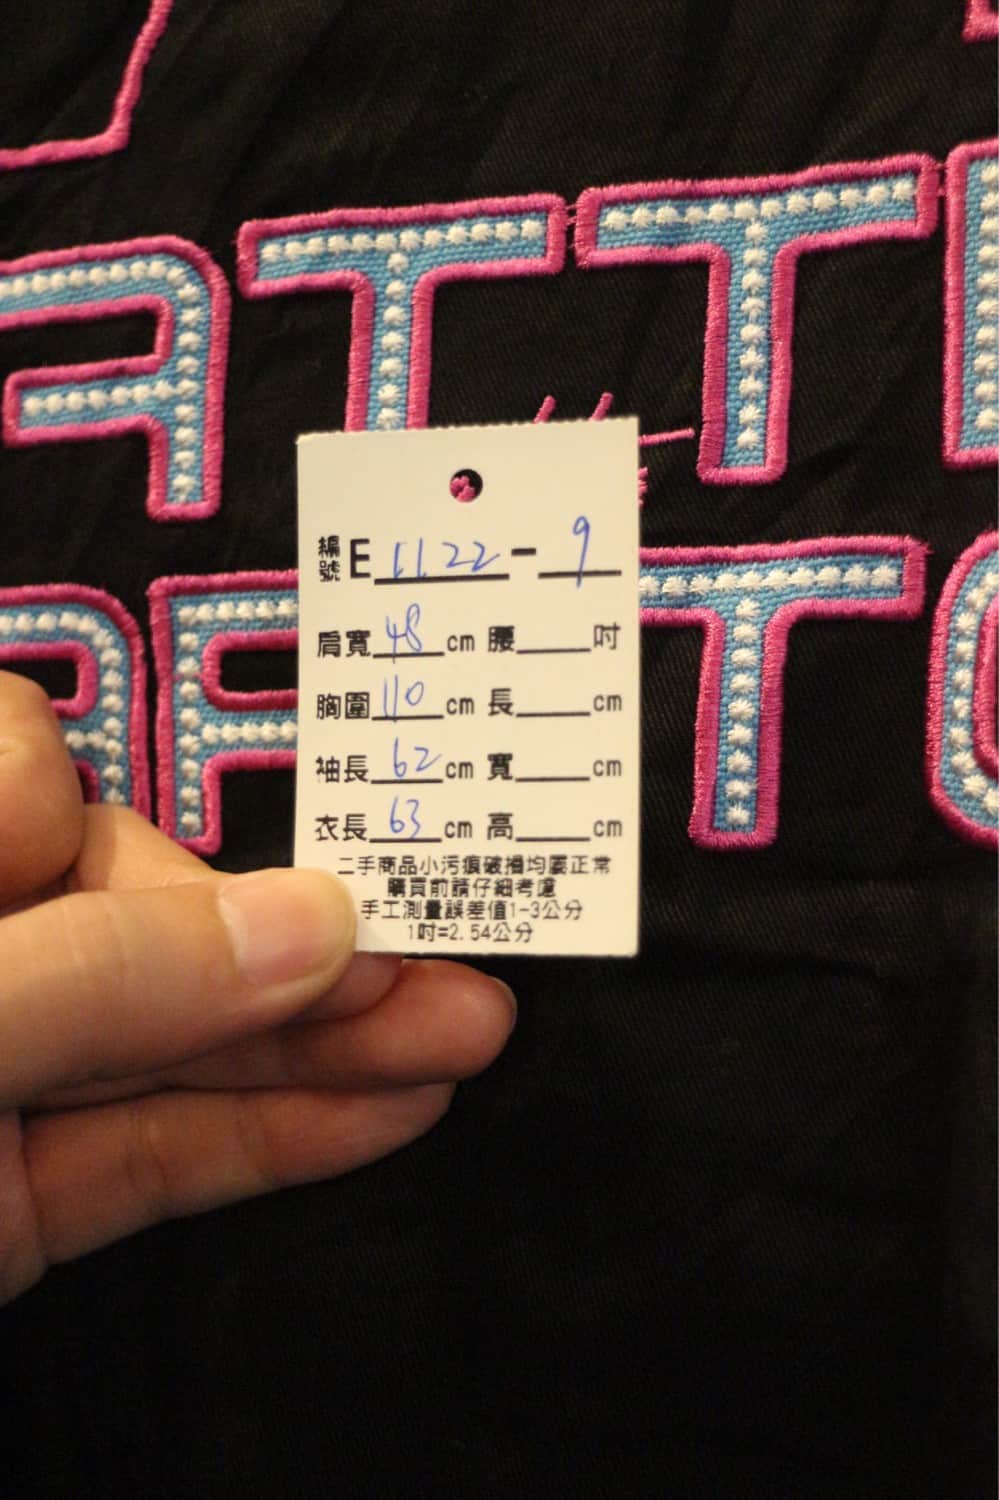 ATTE
編號E 1122-9
肩寬 48 cm 腰 吋
胸圍 110 cm 長 cm
袖長 62 cm 寬 cm
衣長 63 cm 高 cm
二手商品小污痕破損均屬正常
購買前請仔細考慮
手工測量誤差值1-3公分
1吋=2.54公分